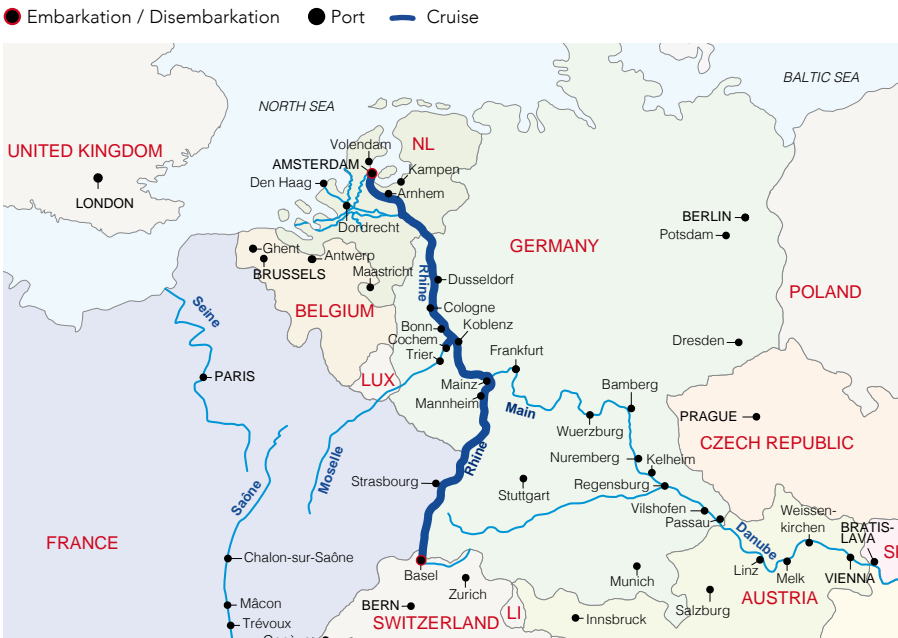 Embarkation / Disembarkation Port Cruise
BALTIC SEA
NORTH SEA
Volendam
NL
UNITED KINGDOM
AMSTERDAM
Kampen
Den Haag
Arnhem
LONDON
Dordrecht
BERLIN
Potsdam
GERMANY
Ghent
Antwerp
BRUSSELS
Maastricht
Rhine
Dusseldorf
POLAND
Seine
BELGIUM
Cologne
Bonn
Koblenz
Cochem
Trier
Frankfurt
Dresden
PARIS
LUX
Mainz
Mannheim
Main
Bamberg
PRAGUE
Wuerzburg
CZECH REPUBLIC
Rhine
Nuremberg
Kelheim
Moselle
Saône
Strasbourg
Stuttgart
Regensburg
Vilshofen
Passau
Weissen-
kirchen
Danube
BRATIS-
LAVA
FRANCE
Chalon-sur-Saône
Basel
Linz
Melk
VIENNA
Munich
Zurich
Mâcon
BERN
LI
Salzburg
AUSTRIA
Trévoux
SWITZERLAND
Innsbruck